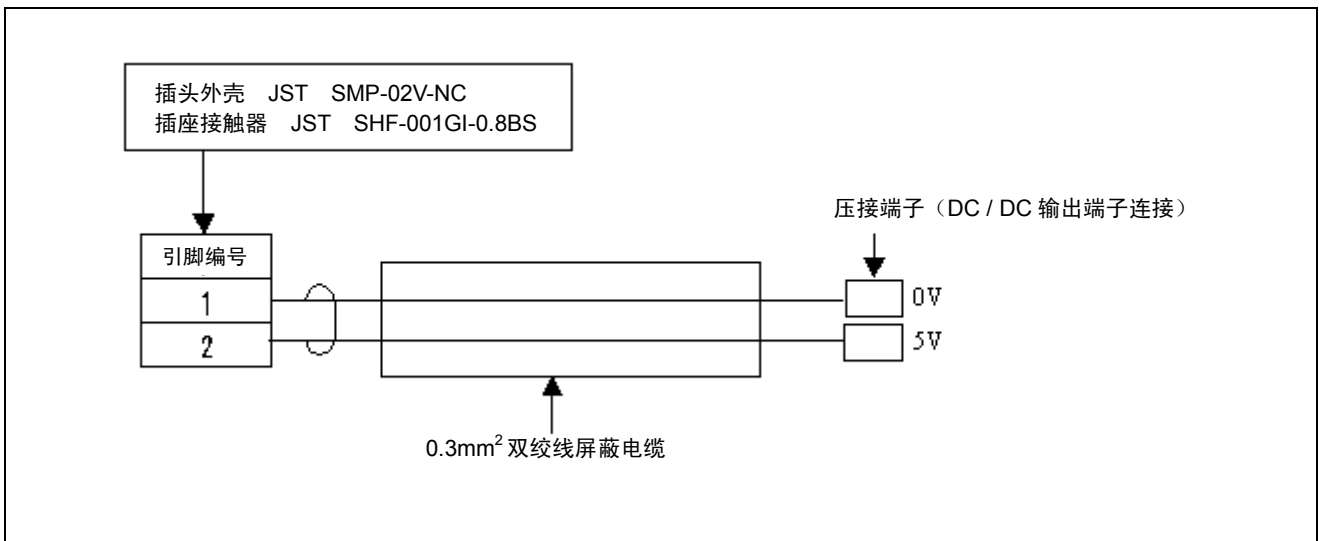 插头外壳 JST SMP-02V-NC
插座接触器 JST SHF-001GI-0.8BS
压接端子（DC / DC 输出端子连接）
引脚编号
1
0V
2
5V
0.3mm² 双绞线屏蔽电缆